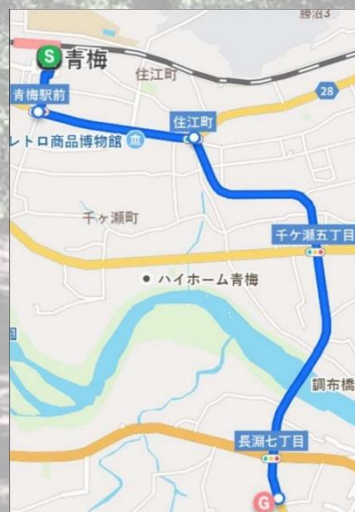 勝沼3
S
青梅
住江町
28
青梅駅前
住江町
レトロ商品博物館
千ヶ瀬町
千ケ瀬五丁目
ハイホーム青梅
園
調布橋
長淵七丁目
G